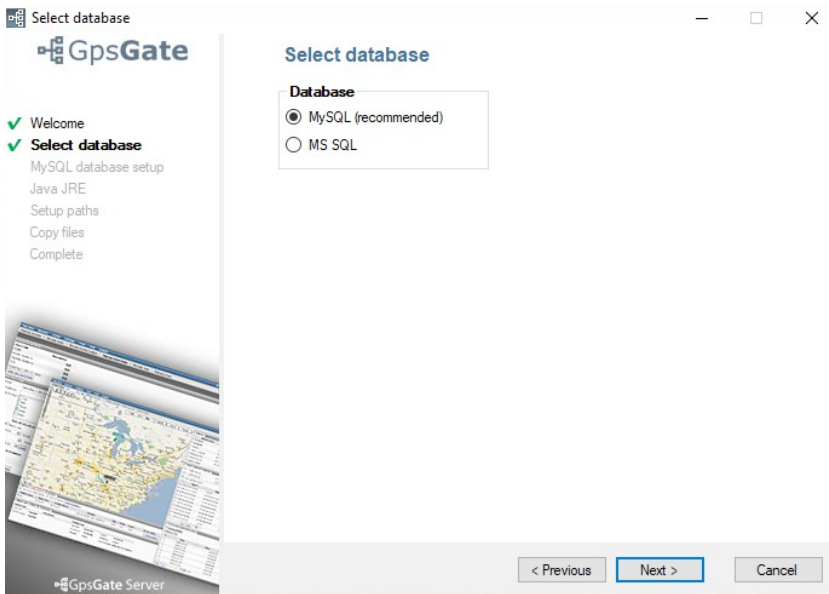 Select database
GpsGate
Welcome
Select database
MySQL database setup
Java JRE
Setup paths
Copy files
Complete
Select database
Database
MySQL (recommended)
MS SQL
GpsGate Server
< Previous
Next >
Cancel